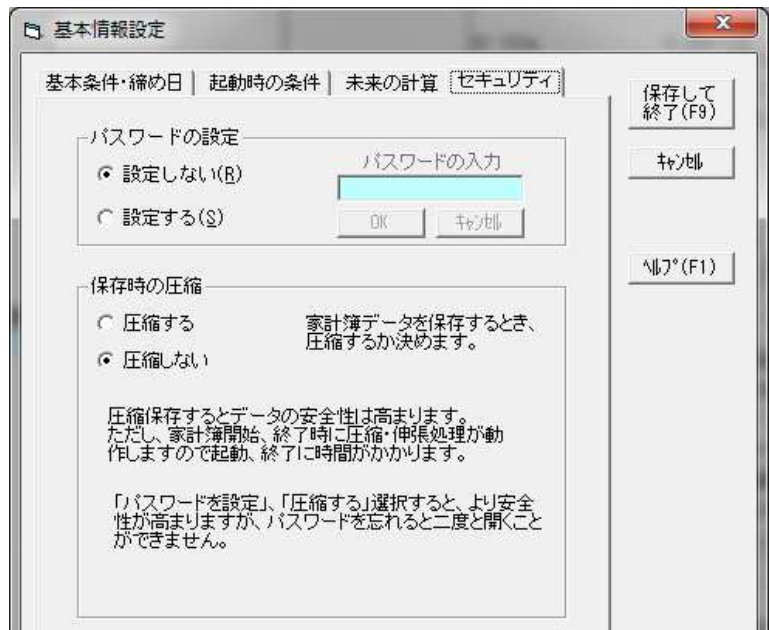 基本情報設定
基本条件・締め日
起動時の条件
未来の計算
セキュリティ
保存して
終了(F9)
キャンセル
ヘルプ(F1)
パスワードの設定
設定しない(R)
設定する(S)
パスワードの入力
OK
キャンセル
保存時の圧縮
圧縮する
圧縮しない
家計簿データを保存するとき、
圧縮するか決めます。
圧縮保存するとデータの安全性は高まります。
ただし、家計簿開始、終了時に圧縮・伸張処理が動
作しますので起動、終了に時間がかかります。
「パスワードを設定」、「圧縮する」選択すると、より安全
性が高まりますが、パスワードを忘れると二度と開くこと
ができません。